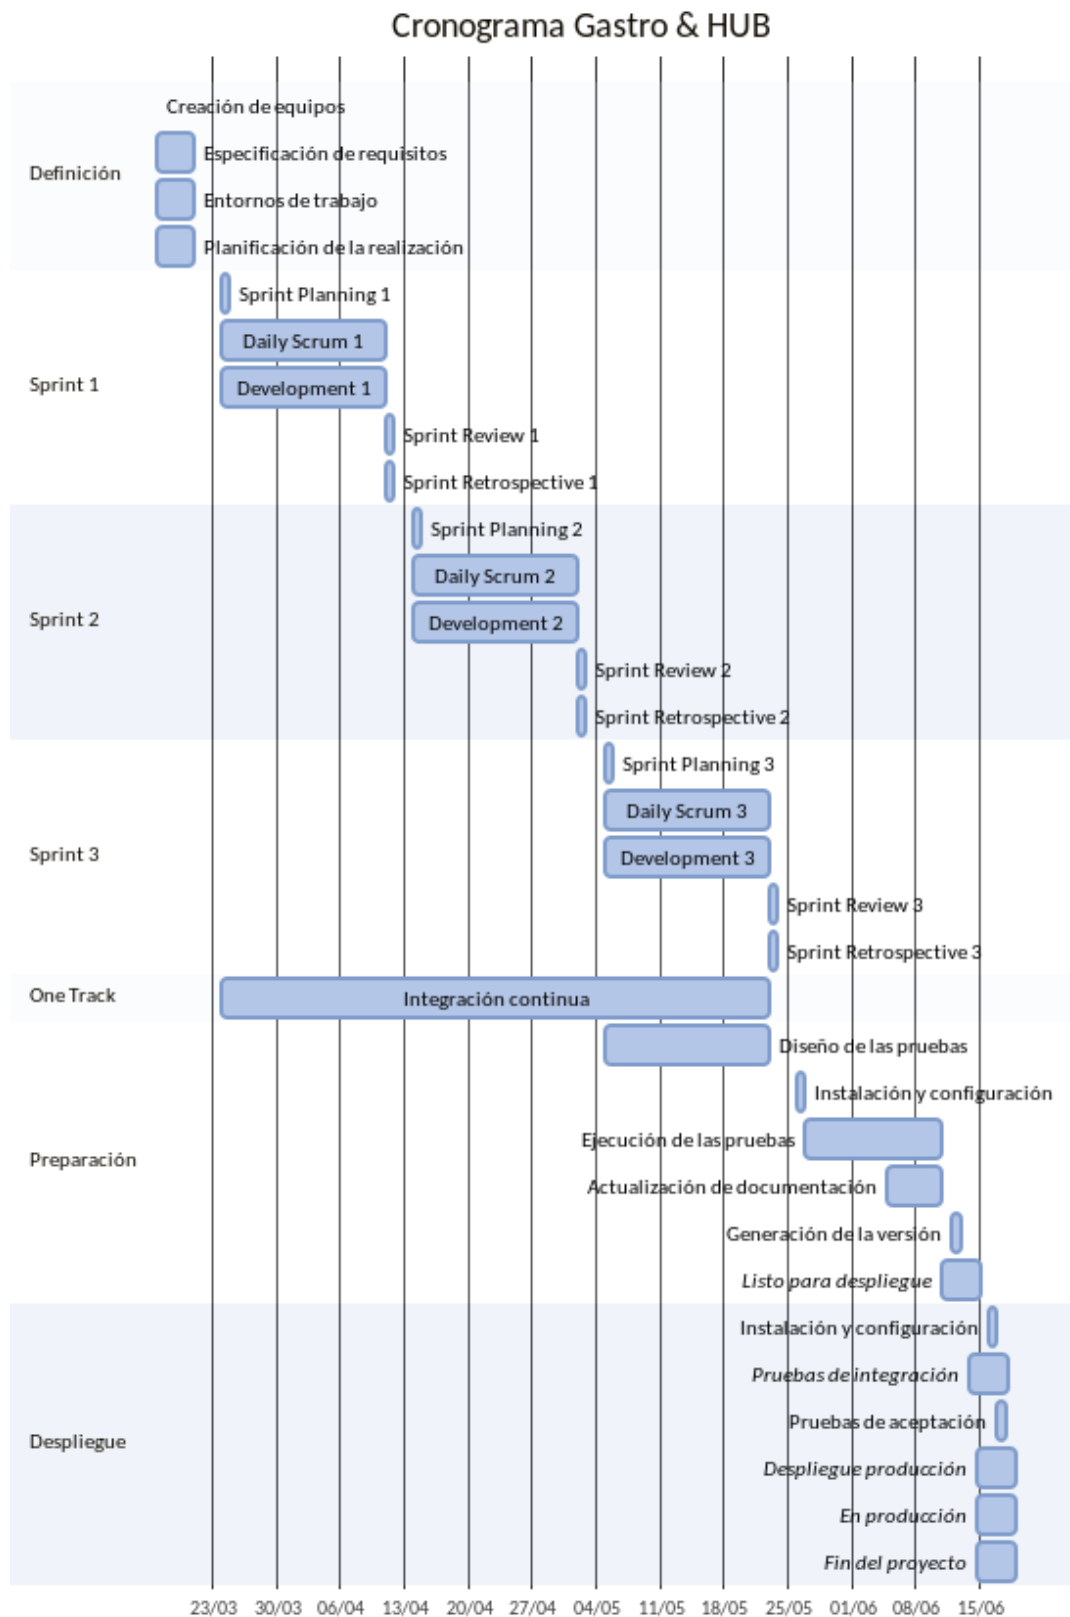 Cronograma Gastro & HUB
Definición
Creación de equipos
Especificación de requisitos
Entornos de trabajo
Planificación de la realización
Sprint 1
Sprint Planning 1
Daily Scrum 1
Development 1
Sprint Review 1
Sprint Retrospective 1
Sprint 2
Sprint Planning 2
Daily Scrum 2
Development 2
Sprint Review 2
Sprint Retrospective 2
Sprint 3
Sprint Planning 3
Daily Scrum 3
Development 3
Sprint Review 3
Sprint Retrospective 3
One Track
Integración continua
Preparación
Diseño de las pruebas
Instalación y configuración
Ejecución de las pruebas
Actualización de documentación
Generación de la versión
Listo para despliegue
Despliegue
Instalación y configuración
Pruebas de integración
Pruebas de aceptación
Despliegue producción
En producción
Fin del proyecto
23/03 30/03 06/04 13/04 20/04 27/04 04/05 11/05 18/05 25/05 01/06 08/06 15/06